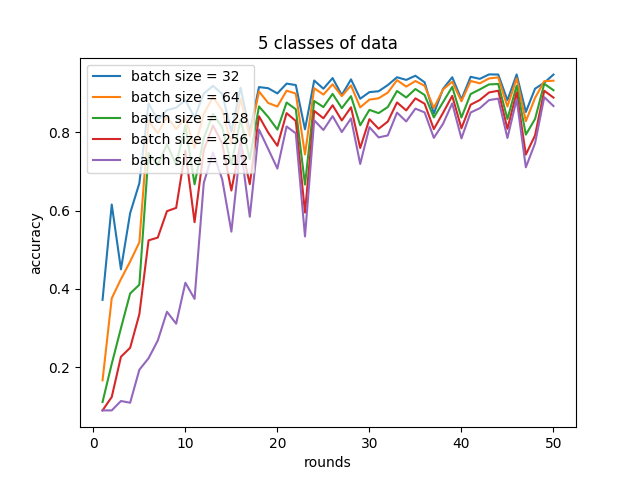 5 classes of data
batch size = 32
batch size = 64
batch size = 128
batch size = 256
batch size = 512
accuracy
0.8
0.6
0.4
0.2
0 10 20 30 40 50
rounds